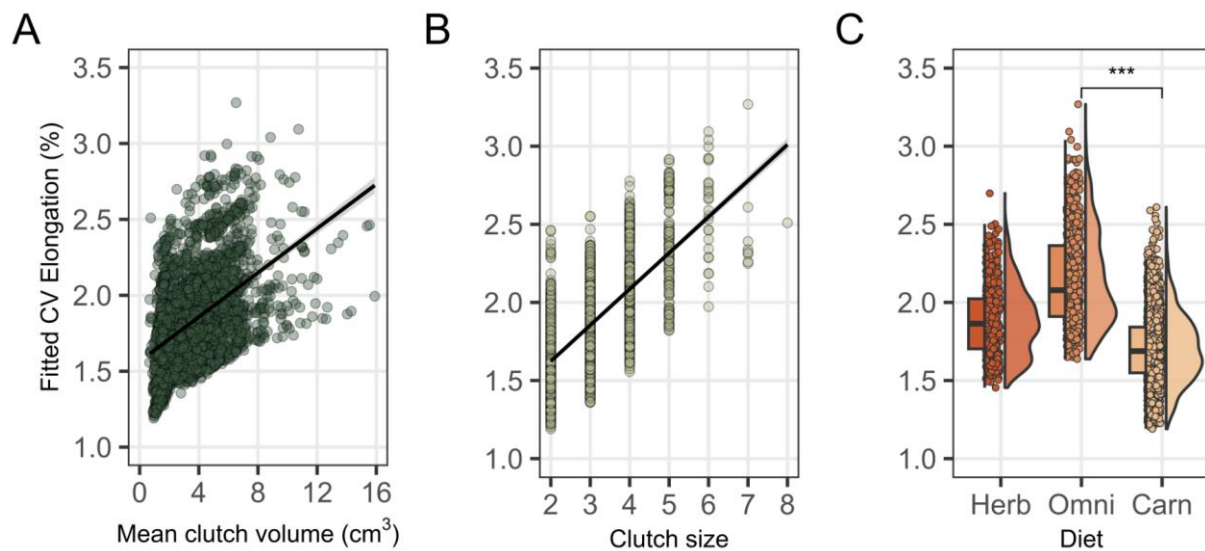 A
B
C
Fitted CV Elongation (%)
3.5
3.0
2.5
2.0
1.5
1.0
0 4 8 12 16
Mean clutch volume (cm³)
3.5
3.0
2.5
2.0
1.5
1.0
2 3 4 5 6 7 8
Clutch size
3.5
3.0
2.5
2.0
1.5
1.0
***
Herb Omni Carn
Diet